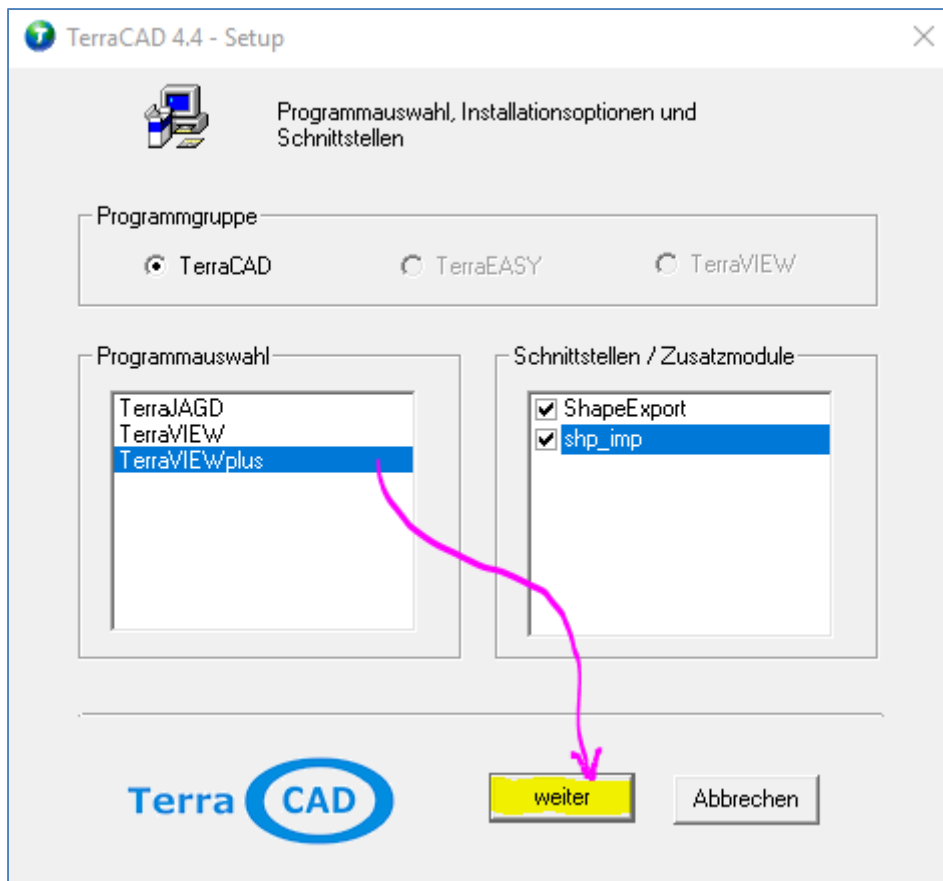 TerraCAD 4.4 - Setup
Programmauswahl, Installationsoptionen und
Schnittstellen
Programmgruppe
TerraCAD
TerraEASY
TerraVIEW
Programmauswahl
TerraJAGD
TerraVIEW
TerraVIEWplus
Schnittstellen / Zusatzmodule
ShapeExport
shp_imp
Terra CAD
weiter
Abbrechen